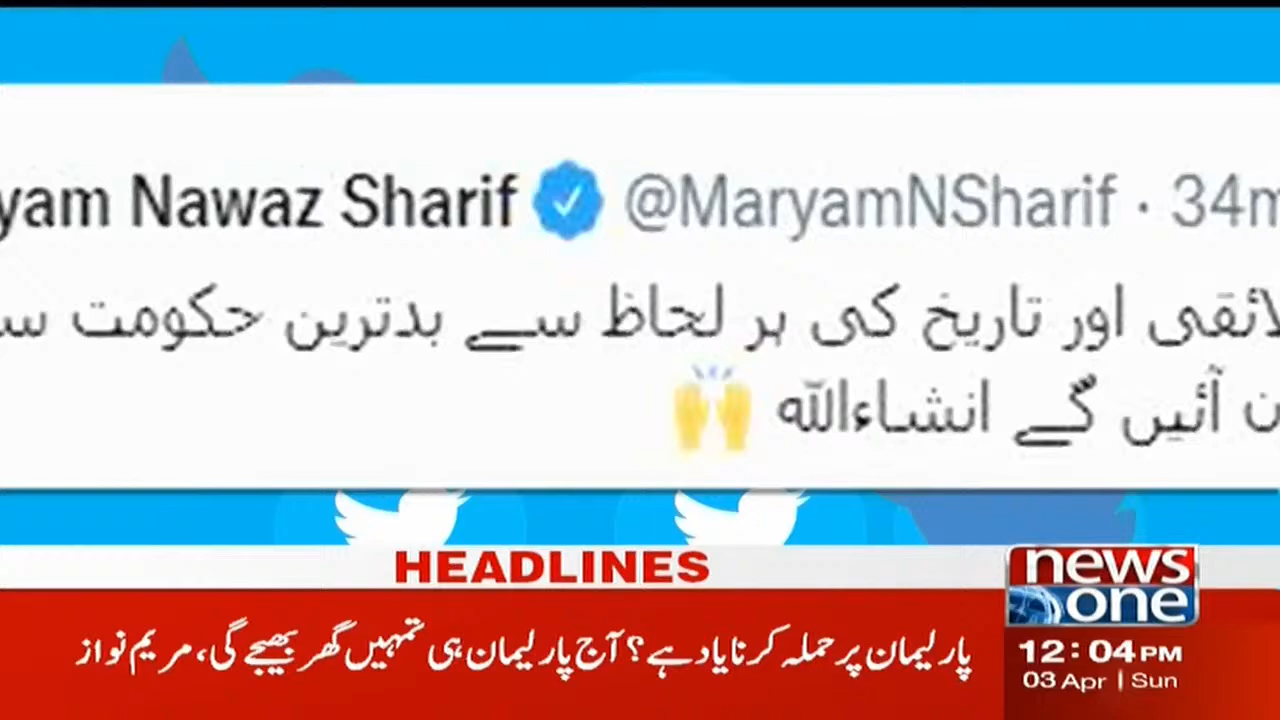 yam Nawaz Sharif @MaryamNSharif · 34m
لائقی اور تاریخ کی ہر لحاظ سے بدترین حکومت سے
ن آئیں گے انشاءاللہ 🙌
HEADLINES
news one
پارلیمان پر حملہ کرنا یاد ہے؟ آج پارلیمان ہی تمہیں گھر بھیجے گی، مریم نواز
12:04 PM
03 Apr | Sun